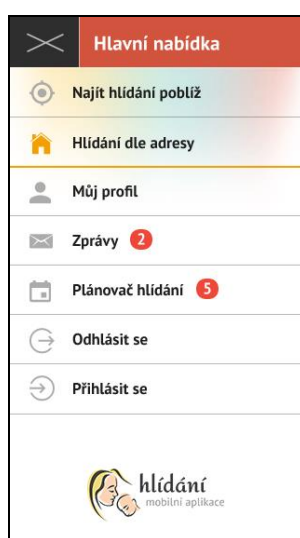 Hlavní nabídka
Najít hlídání poblíž
Hlídání dle adresy
Můj profil
Zprávy 2
Plánovač hlídání 5
Odhlásit se
Přihlásit se
hlídání
mobilní aplikace